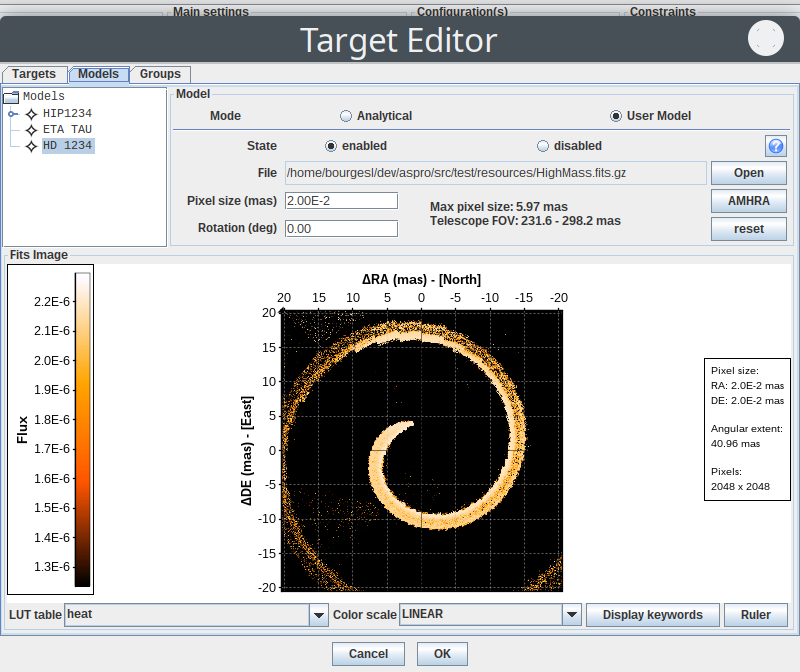 Main settings Configuration(s) Constraints
Target Editor
Targets Models Groups
Models
HIP1234
ETA TAU
HD 1234
Model
Mode Analytical User Model
State enabled disabled
File /home/bourgesl/dev/aspro/src/test/resources/HighMass.fits.gz Open
Pixel size (mas) 2.00E-2 Max pixel size: 5.97 mas AMHRA
Telescope FOV: 231.6 - 298.2 mas
Rotation (deg) 0.00 reset
Fits Image
ΔRA (mas) - [North]
20 15 10 5 0 -5 -10 -15 -20
ΔDE (mas) - [East]
20
15
10
5
0
-5
-10
-15
-20
Flux
2.2E-6
2.1E-6
2.0E-6
1.9E-6
1.8E-6
1.7E-6
1.6E-6
1.5E-6
1.4E-6
1.3E-6
Pixel size:
RA: 2.0E-2 mas
DE: 2.0E-2 mas
Angular extent:
40.96 mas
Pixels:
2048 x 2048
LUT table heat Color scale LINEAR Display keywords Ruler
Cancel OK